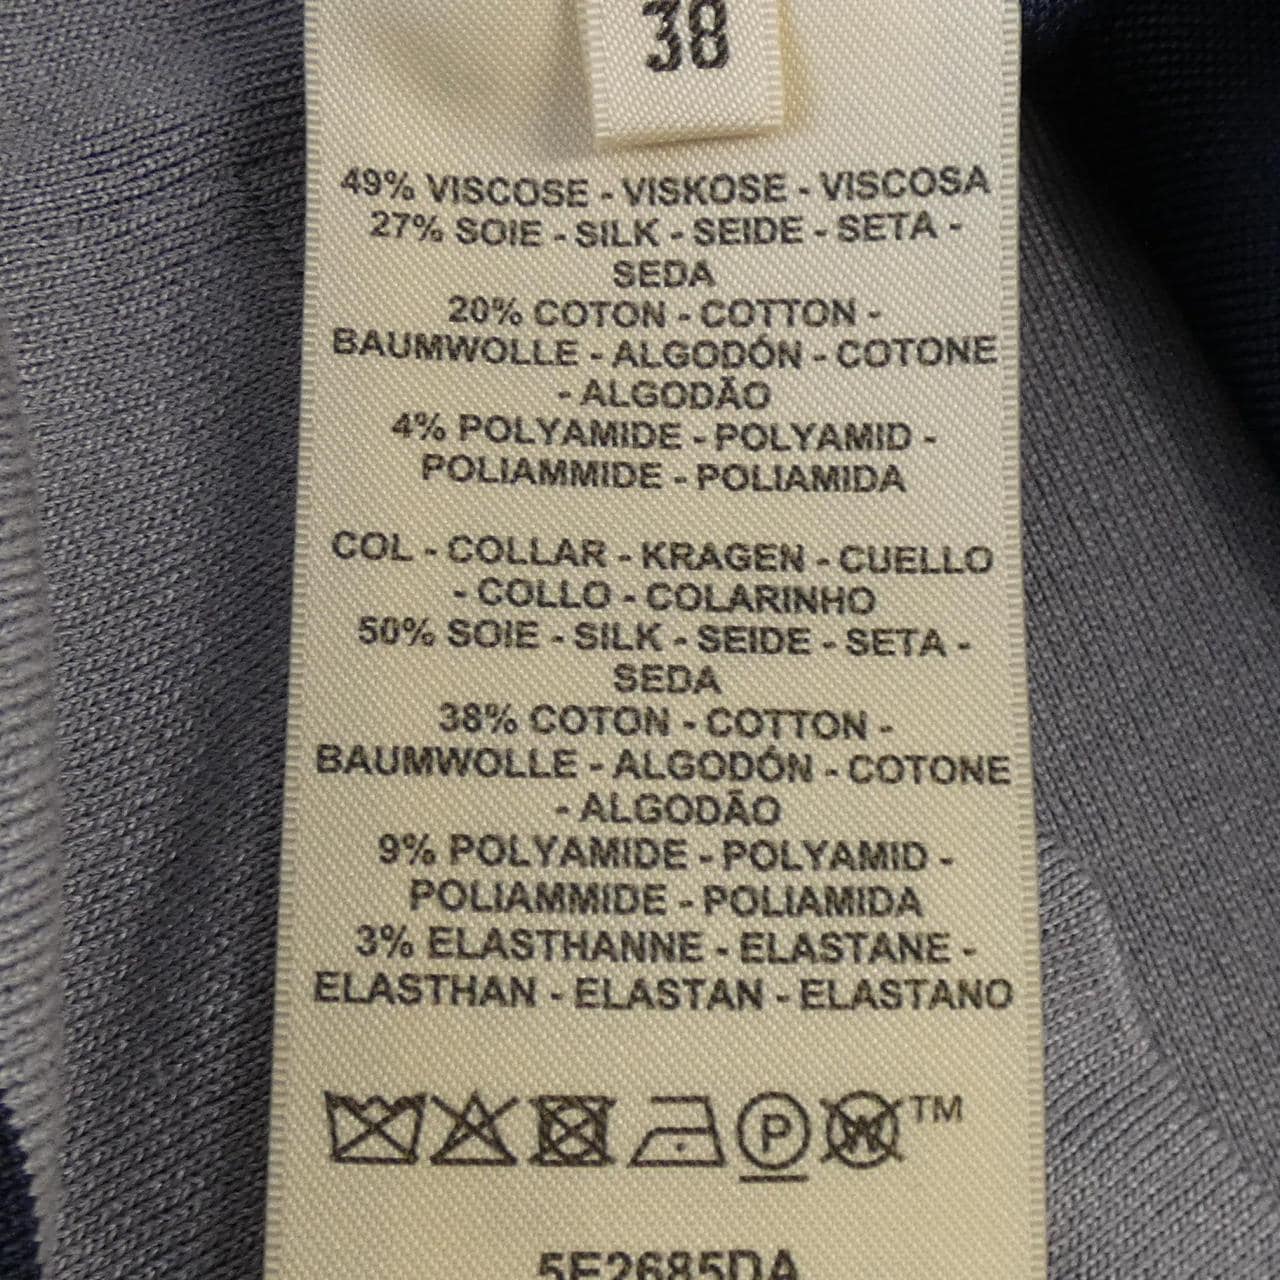 38
49% VISCOSE - VISKOSE - VISCOSA
27% SOIE - SILK - SEIDE - SETA -
SEDA
20% COTON - COTTON -
BAUMWOLLE - ALGODÓN - COTONE
- ALGODÃO
4% POLYAMIDE - POLYAMID -
POLIAMMIDE - POLIAMIDA
COL - COLLAR - KRAGEN - CUELLO
- COLLO - COLARINHO
50% SOIE - SILK - SEIDE - SETA -
SEDA
38% COTON - COTTON -
BAUMWOLLE - ALGODÓN - COTONE
- ALGODÃO
9% POLYAMIDE - POLYAMID -
POLIAMMIDE - POLIAMIDA
3% ELASTHANNE - ELASTANE -
ELASTHAN - ELASTAN - ELASTANO
P W TM
5E2685DA